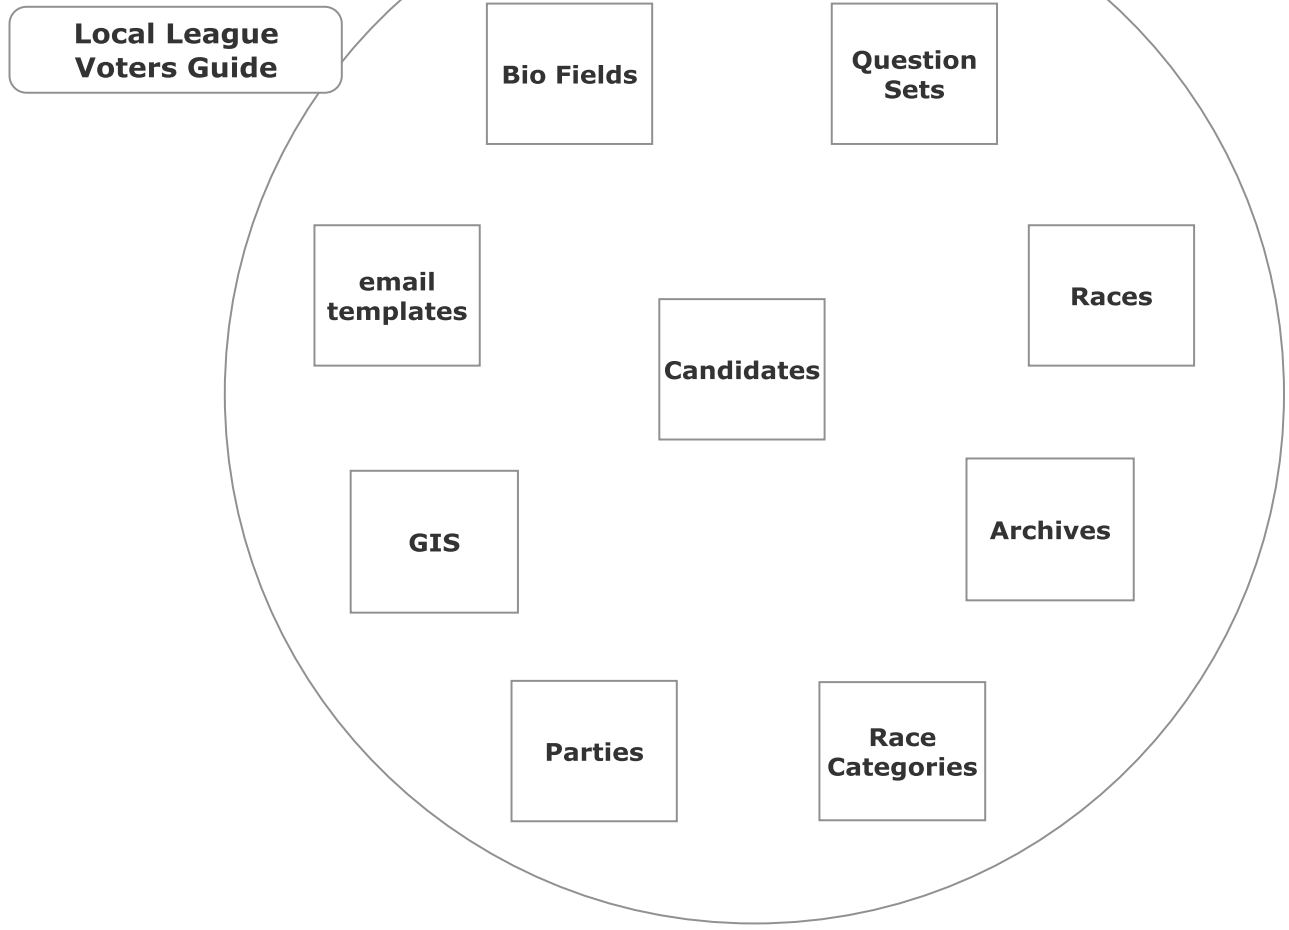 Local League
Voters Guide
Bio Fields
Question
Sets
email
templates
Races
Candidates
GIS
Archives
Parties
Race
Categories